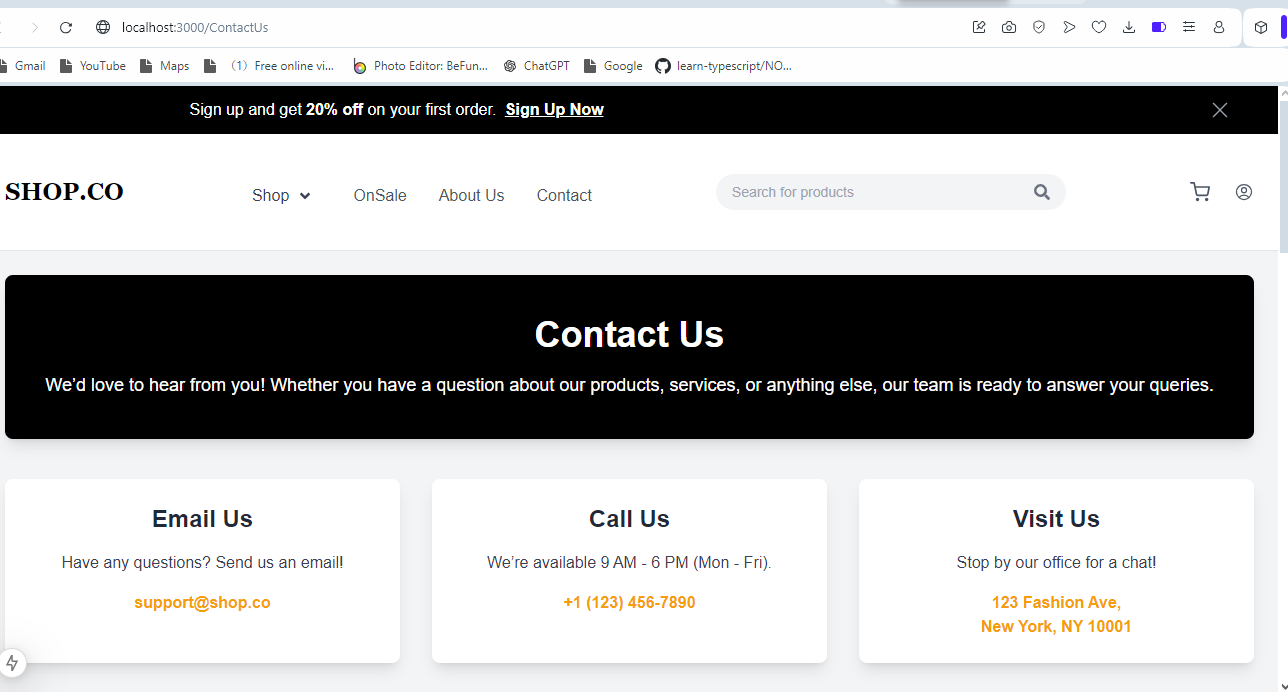 localhost:3000/ContactUs
Gmail YouTube Maps (1) Free online vi... Photo Editor: BeFun... ChatGPT Google learn-typescript/NO...
Sign up and get 20% off on your first order. Sign Up Now
SHOP.CO Shop OnSale About Us Contact Search for products
Contact Us
We’d love to hear from you! Whether you have a question about our products, services, or anything else, our team is ready to answer your queries.
Email Us
Have any questions? Send us an email!
support@shop.co
Call Us
We’re available 9 AM - 6 PM (Mon - Fri).
+1 (123) 456-7890
Visit Us
Stop by our office for a chat!
123 Fashion Ave,
New York, NY 10001